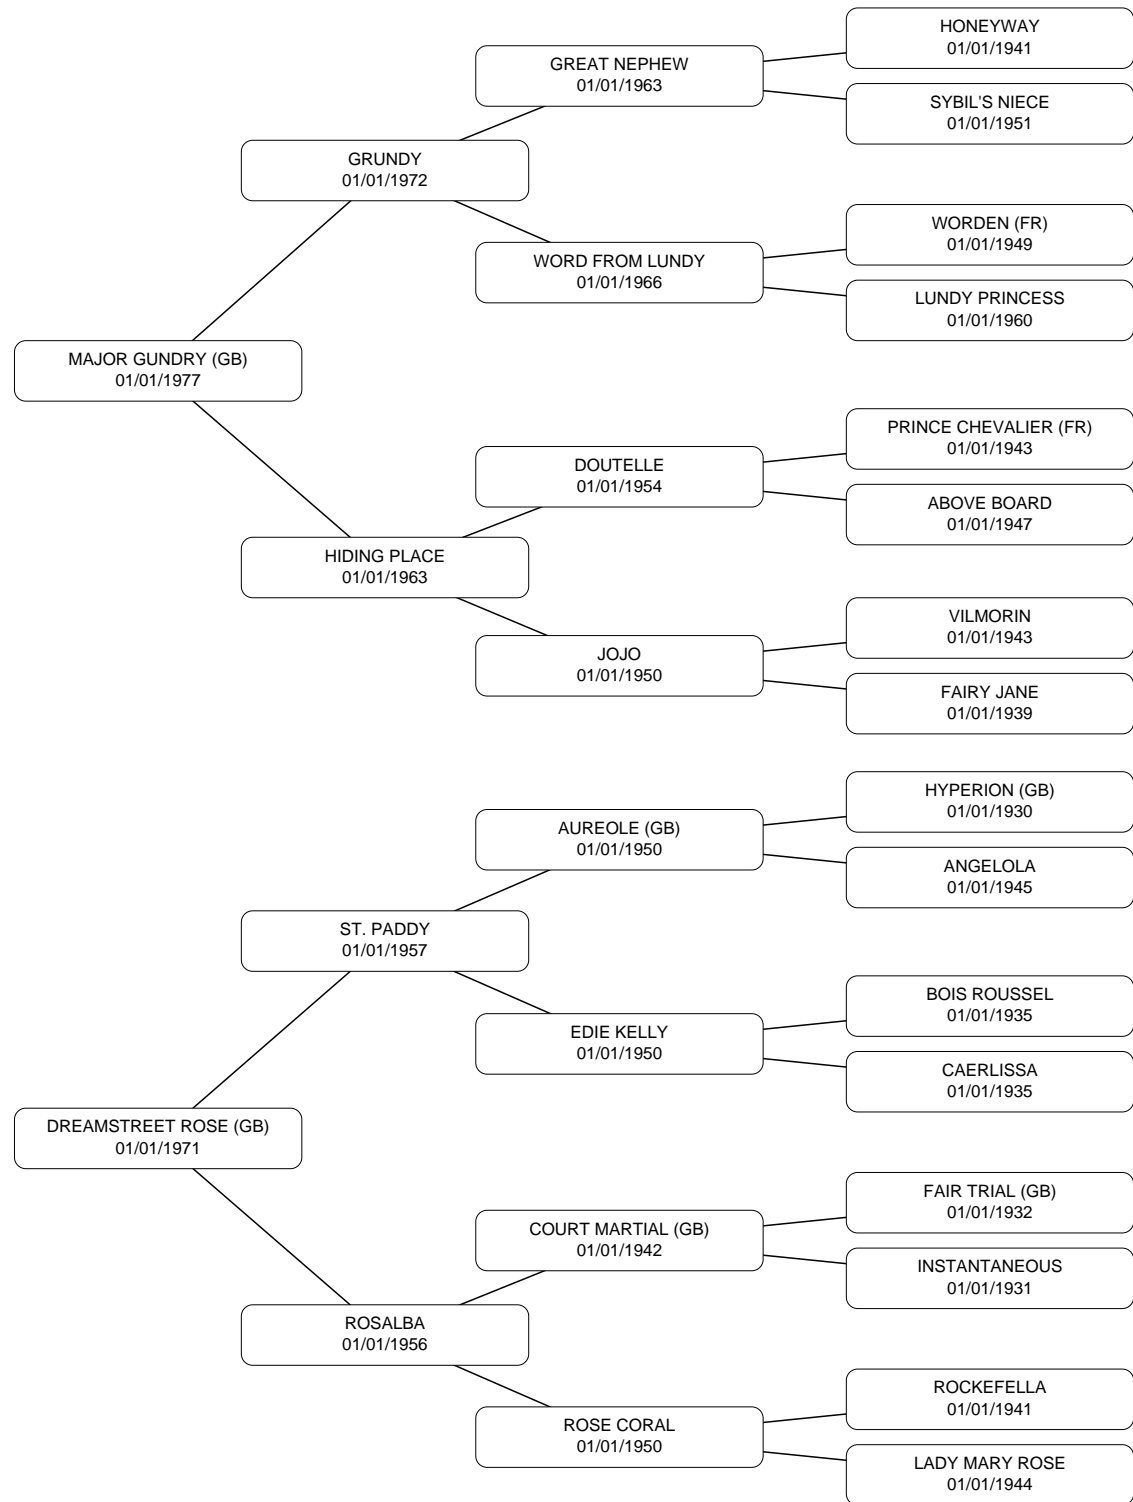 HONEYWAY
01/01/1941
GREAT NEPHEW
01/01/1963
SYBIL'S NIECE
01/01/1951
GRUNDY
01/01/1972
WORDEN (FR)
01/01/1949
WORD FROM LUNDY
01/01/1966
LUNDY PRINCESS
01/01/1960
MAJOR GUNDRY (GB)
01/01/1977
PRINCE CHEVALIER (FR)
01/01/1943
DOUTELLE
01/01/1954
ABOVE BOARD
01/01/1947
HIDING PLACE
01/01/1963
VILMORIN
01/01/1943
JOJO
01/01/1950
FAIRY JANE
01/01/1939
HYPERION (GB)
01/01/1930
AUREOLE (GB)
01/01/1950
ANGELOLA
01/01/1945
ST. PADDY
01/01/1957
BOIS ROUSSEL
01/01/1935
EDIE KELLY
01/01/1950
CAERLISSA
01/01/1935
DREAMSTREET ROSE (GB)
01/01/1971
FAIR TRIAL (GB)
01/01/1932
COURT MARTIAL (GB)
01/01/1942
INSTANTANEOUS
01/01/1931
ROSALBA
01/01/1956
ROCKEFELLA
01/01/1941
ROSE CORAL
01/01/1950
LADY MARY ROSE
01/01/1944